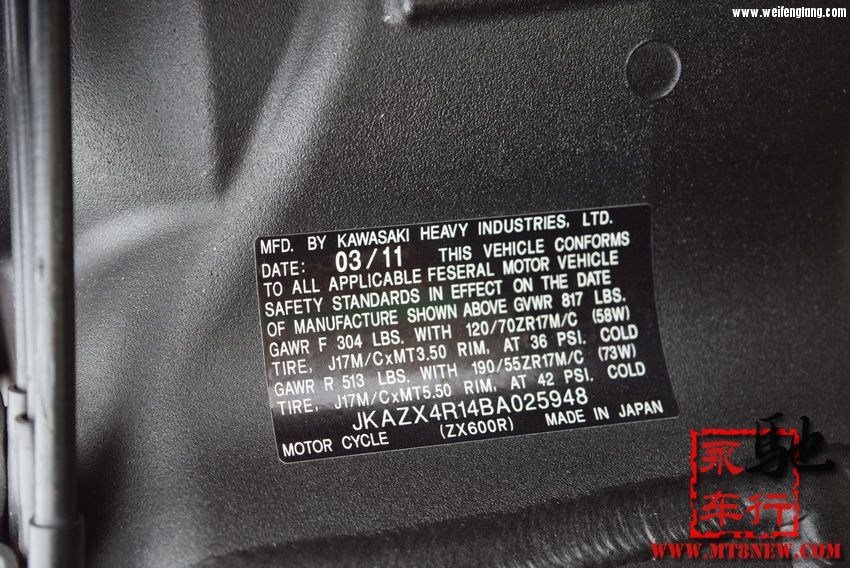 www.weifengtang.com
MFD. BY KAWASAKI HEAVY INDUSTRIES, LTD.
DATE: 03/11 THIS VEHICLE CONFORMS
TO ALL APPLICABLE FESERAL MOTOR VEHICLE
SAFETY STANDARDS IN EFFECT ON THE DATE
OF MANUFACTURE SHOWN ABOVE GVWR 817 LBS.
GAWR F 304 LBS. WITH 120/70ZR17M/C (58W)
TIRE, J17M/CxMT3.50 RIM, AT 36 PSI. COLD
GAWR R 513 LBS. WITH 190/55ZR17M/C (73W)
TIRE, J17M/CxMT5.50 RIM, AT 42 PSI. COLD
JKAZX4R14BA025948
MOTOR CYCLE (ZX600R) MADE IN JAPAN
永馳
车行
WWW.MT8NEW.COM